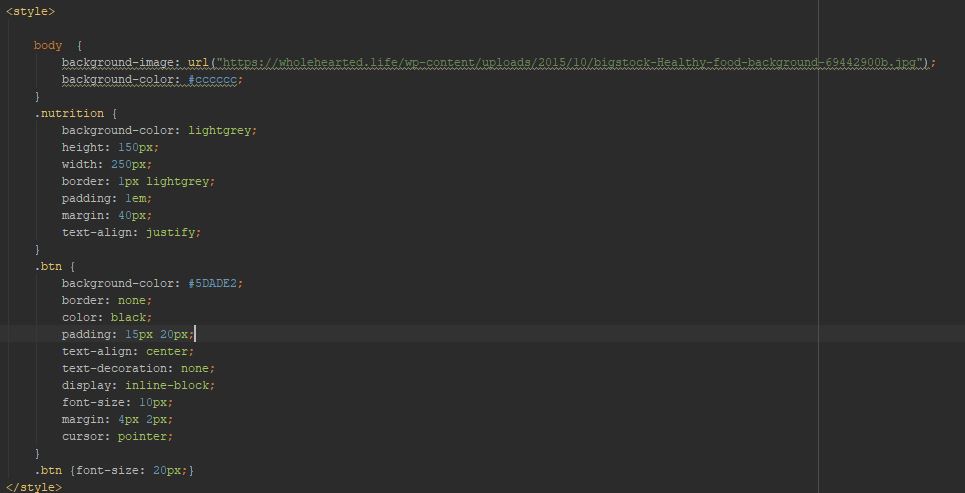 <style>
body  {
background-image: url("https://wholehearted.life/wp-content/uploads/2015/10/bigstock-Healthy-food-background-69442900b.jpg");
background-color: #cccccc;
}
.nutrition {
background-color: lightgrey;
height: 150px;
width: 250px;
border: 1px lightgrey;
padding: 1em;
margin: 40px;
text-align: justify;
}
.btn {
background-color: #5DADE2;
border: none;
color: black;
padding: 15px 20px;
text-align: center;
text-decoration: none;
display: inline-block;
font-size: 10px;
margin: 4px 2px;
cursor: pointer;
}
.btn {font-size: 20px;}
</style>